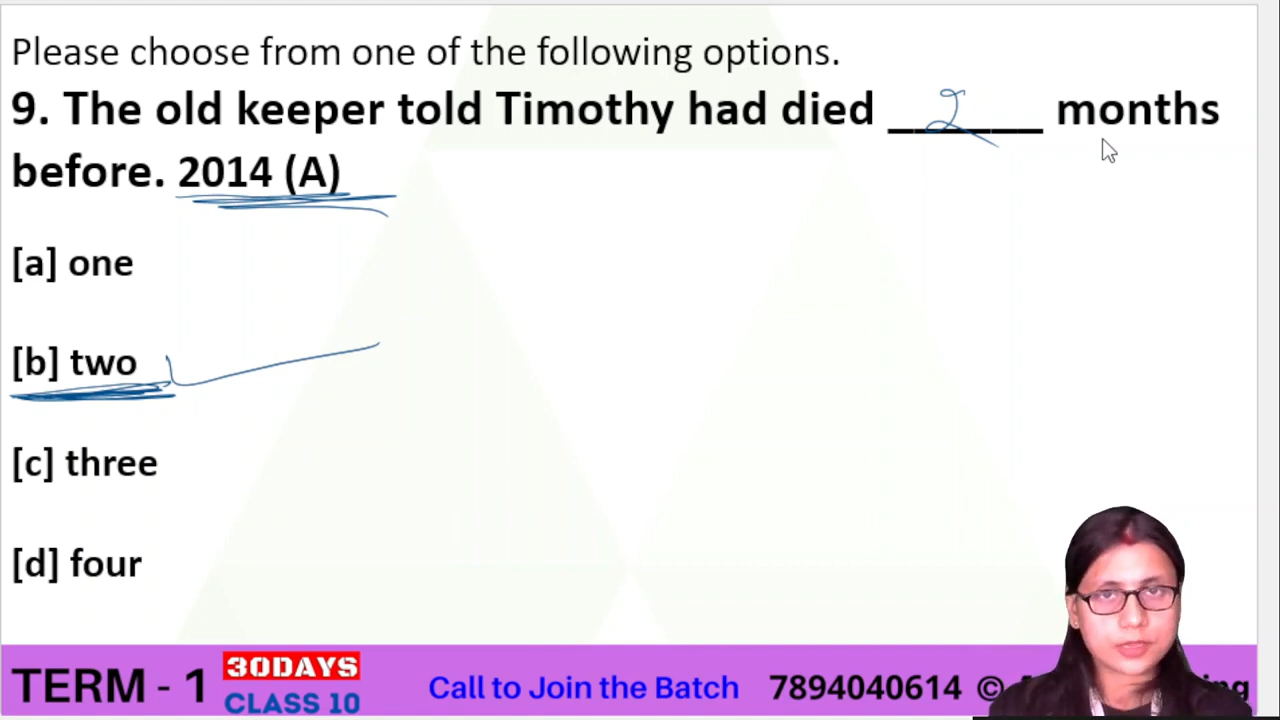 Please choose from one of the following options.
9. The old keeper told Timothy had died 2 months
before. 2014 (A)
[a] one
[b] two
[c] three
[d] four
TERM - 1 30DAYS CLASS 10 Call to Join the Batch 7894040614 ©